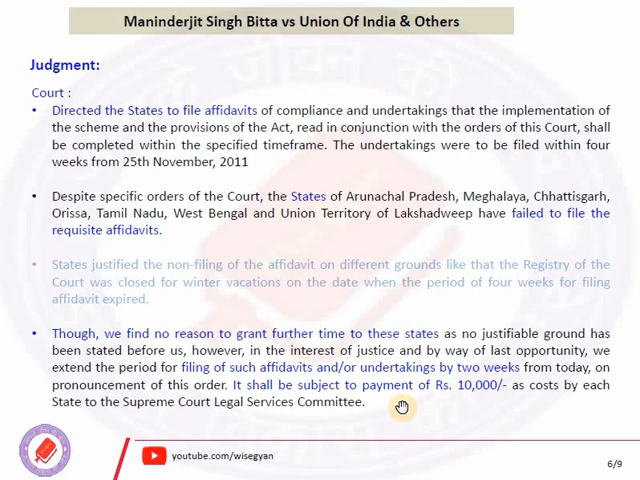 Maninderjit Singh Bitta vs Union Of India & Others
Judgment:
Court :
• Directed the States to file affidavits of compliance and undertakings that the implementation of
the scheme and the provisions of the Act, read in conjunction with the orders of this Court, shall
be completed within the specified timeframe. The undertakings were to be filed within four
weeks from 25th November, 2011
• Despite specific orders of the Court, the States of Arunachal Pradesh, Meghalaya, Chhattisgarh,
Orissa, Tamil Nadu, West Bengal and Union Territory of Lakshadweep have failed to file the
requisite affidavits.
• States justified the non-filing of the affidavit on different grounds like that the Registry of the
Court was closed for winter vacations on the date when the period of four weeks for filing
affidavit expired.
• Though, we find no reason to grant further time to these states as no justifiable ground has
been stated before us, however, in the interest of justice and by way of last opportunity, we
extend the period for filing of such affidavits and/or undertakings by two weeks from today, on
pronouncement of this order. It shall be subject to payment of Rs. 10,000/- as costs by each
State to the Supreme Court Legal Services Committee.
youtube.com/wisegyan
6/9